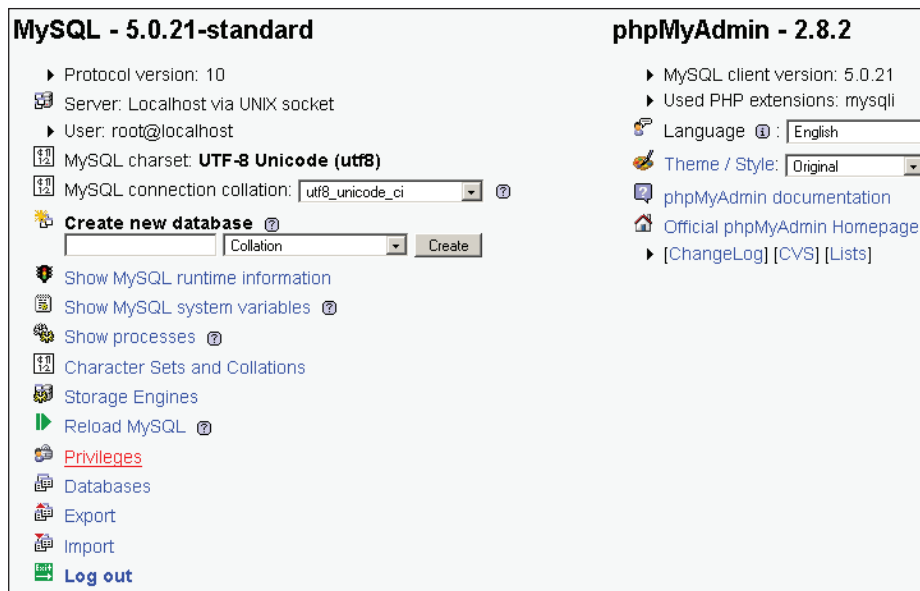 MySQL - 5.0.21-standard
Protocol version: 10
Server: Localhost via UNIX socket
User: root@localhost
MySQL charset: UTF-8 Unicode (utf8)
MySQL connection collation: utf8_unicode_ci
Create new database
Collation Create
Show MySQL runtime information
Show MySQL system variables
Show processes
Character Sets and Collations
Storage Engines
Reload MySQL
Privileges
Databases
Export
Import
Exit
Log out
phpMyAdmin - 2.8.2
MySQL client version: 5.0.21
Used PHP extensions: mysqli
Language : English
Theme / Style: Original
phpMyAdmin documentation
Official phpMyAdmin Homepage
[ChangeLog] [CVS] [Lists]